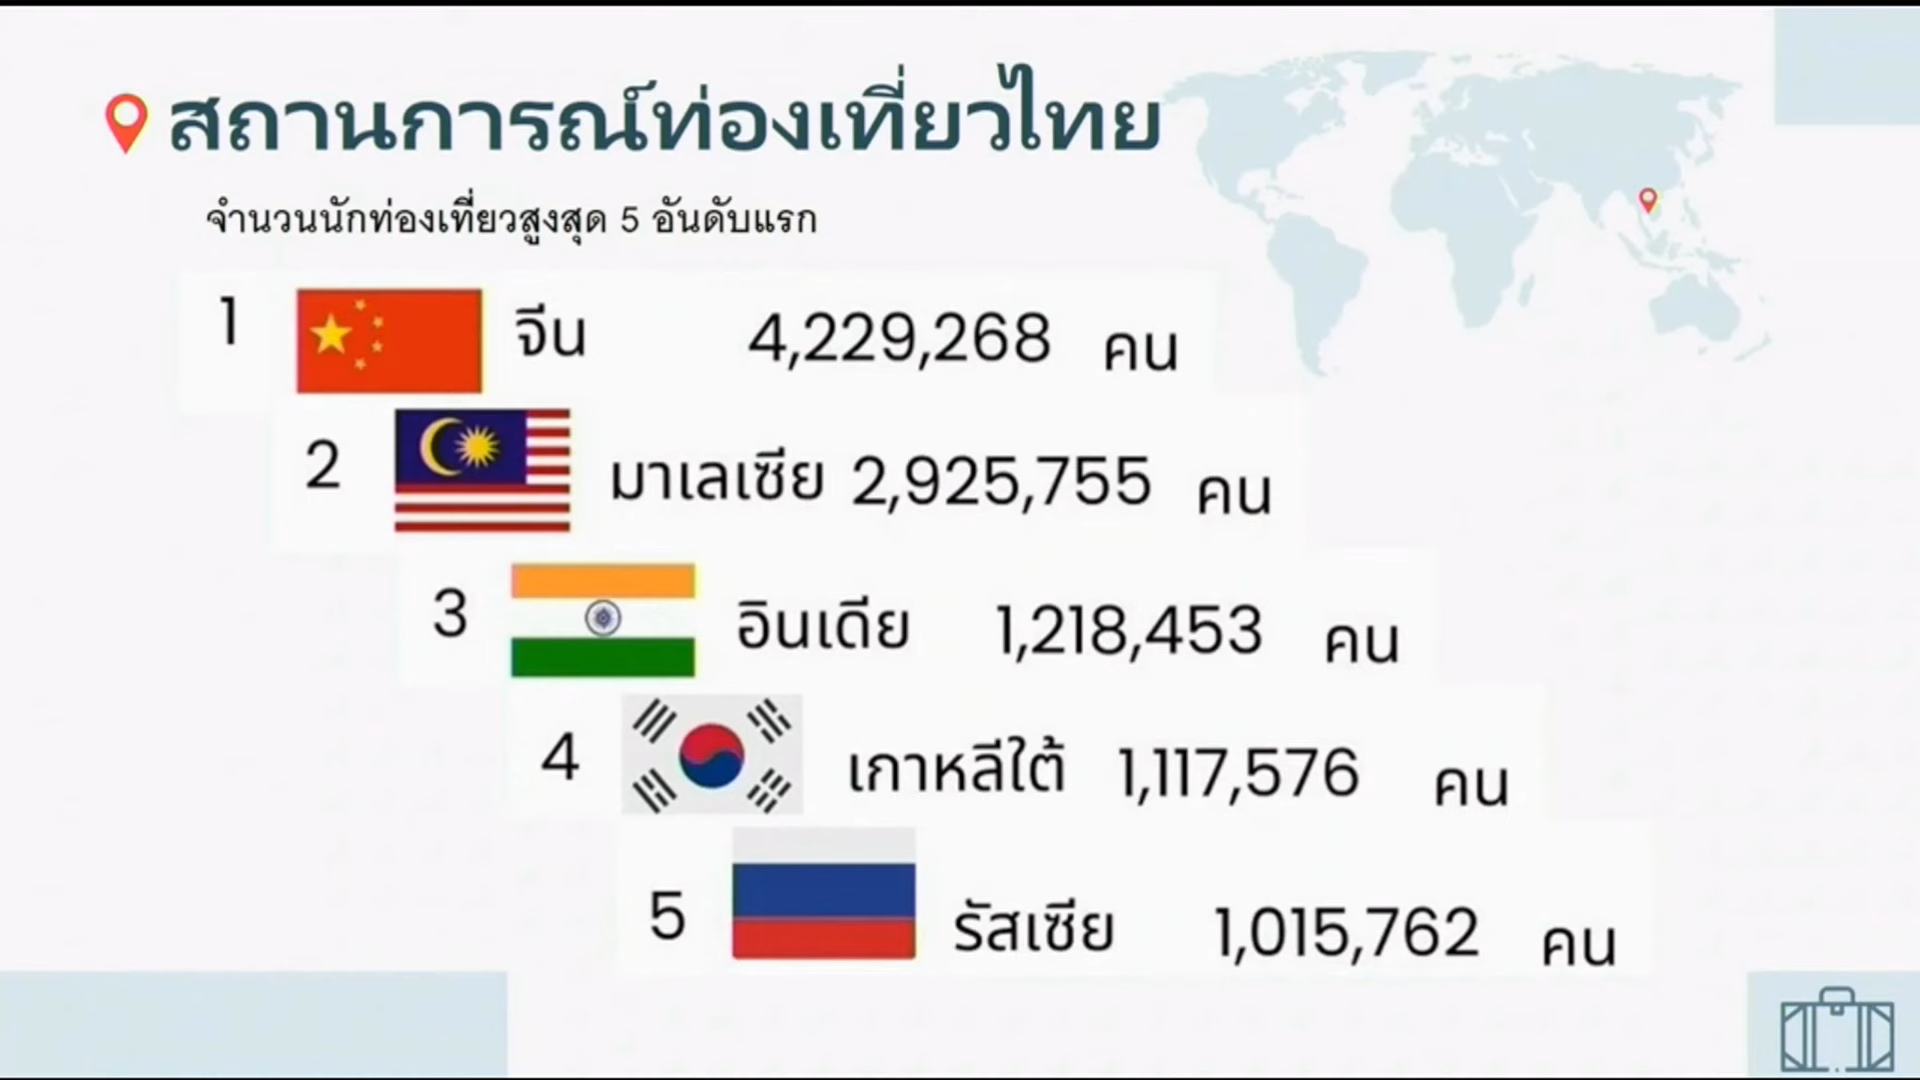 สถานการณ์ท่องเที่ยวไทย
จำนวนนักท่องเที่ยวสูงสุด 5 อันดับแรก
1 จีน 4,229,268 คน
2 มาเลเซีย 2,925,755 คน
3 อินเดีย 1,218,453 คน
4 เกาหลีใต้ 1,117,576 คน
5 รัสเซีย 1,015,762 คน